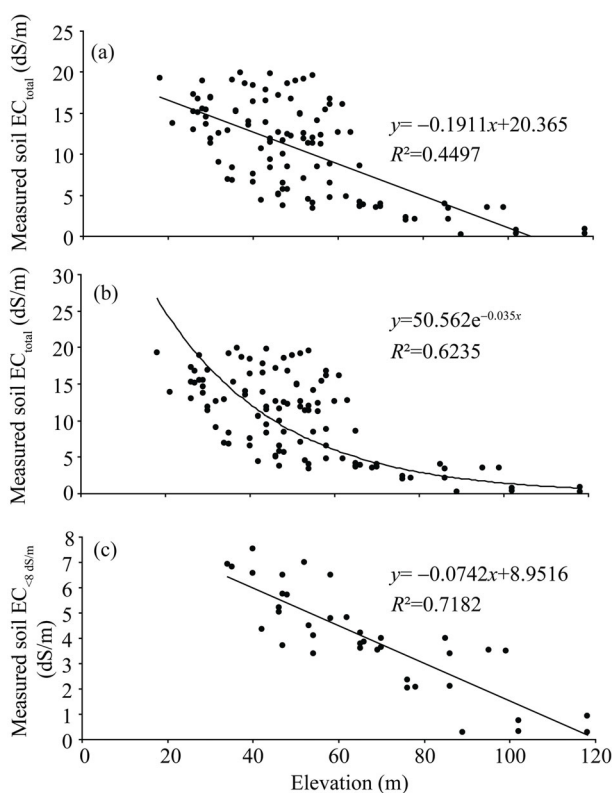 (a)
Measured soil EC_total (dS/m)
25
20
15
10
5
0
y= −0.1911x+20.365
R²=0.4497
(b)
Measured soil EC_total (dS/m)
30
25
20
15
10
5
0
y=50.562e^−0.035x
R²=0.6235
(c)
Measured soil EC_<8 dS/m
(dS/m)
8
7
6
5
4
3
2
1
0
y= −0.0742x+8.9516
R²=0.7182
0 20 40 60 80 100 120
Elevation (m)